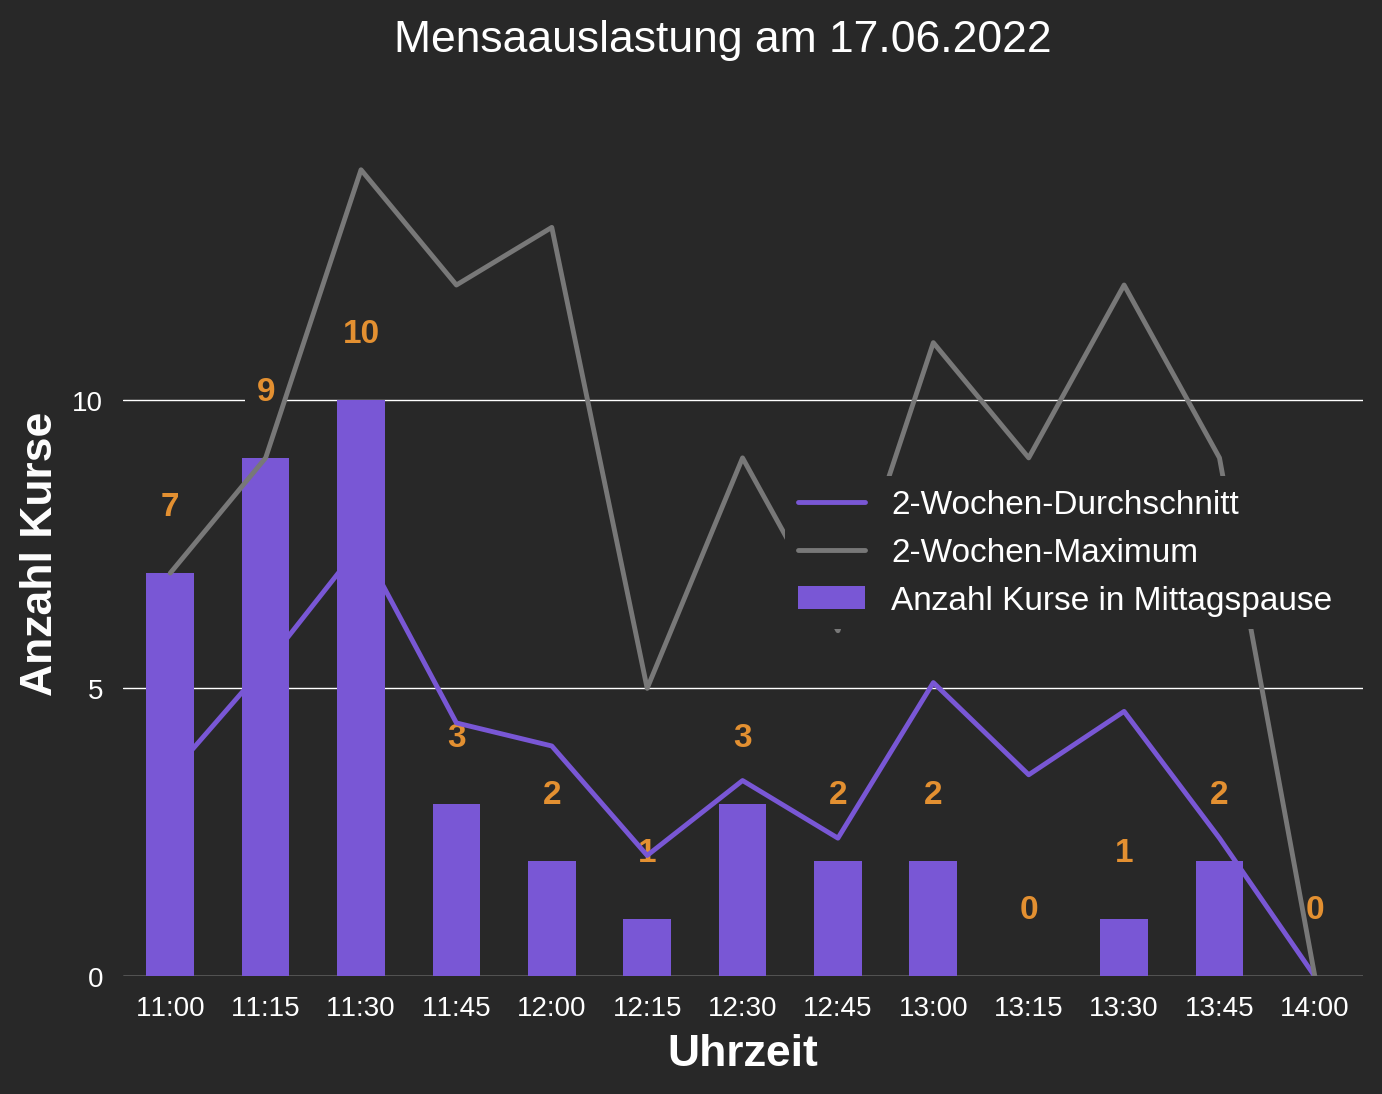 Mensaauslastung am 17.06.2022
Anzahl Kurse
10
5
0
7
9
10
3
2
1
3
2
2
0
1
2
0
2-Wochen-Durchschnitt
2-Wochen-Maximum
Anzahl Kurse in Mittagspause
11:00 11:15 11:30 11:45 12:00 12:15 12:30 12:45 13:00 13:15 13:30 13:45 14:00
Uhrzeit